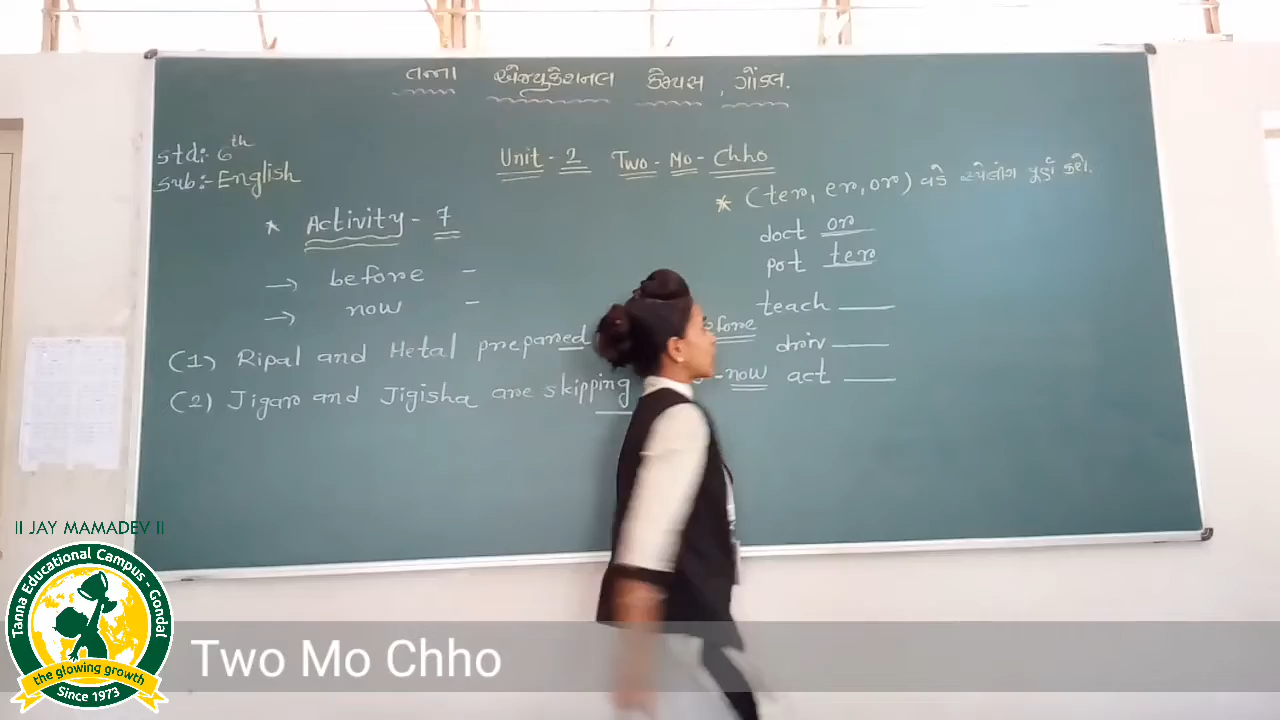 તન્ના એજ્યુકેશનલ કેમ્પસ, ગોંડલ.
std:- 6th
Sub:- English
Unit - 2 Two - Mo - Chho
* Activity - 7
→ before -
→ now -
(1) Ripal and Hetal prepared efore
(2) Jigar and Jigisha are skipping - now
* (ter, er, or) વડે સ્પેલીંગ પૂર્ણ કરો.
doct or
pot ter
teach ____
driv ____
act ____
II JAY MAMADEV II
Tanna Educational Campus - Gondal
the glowing growth
Since 1973
Two Mo Chho